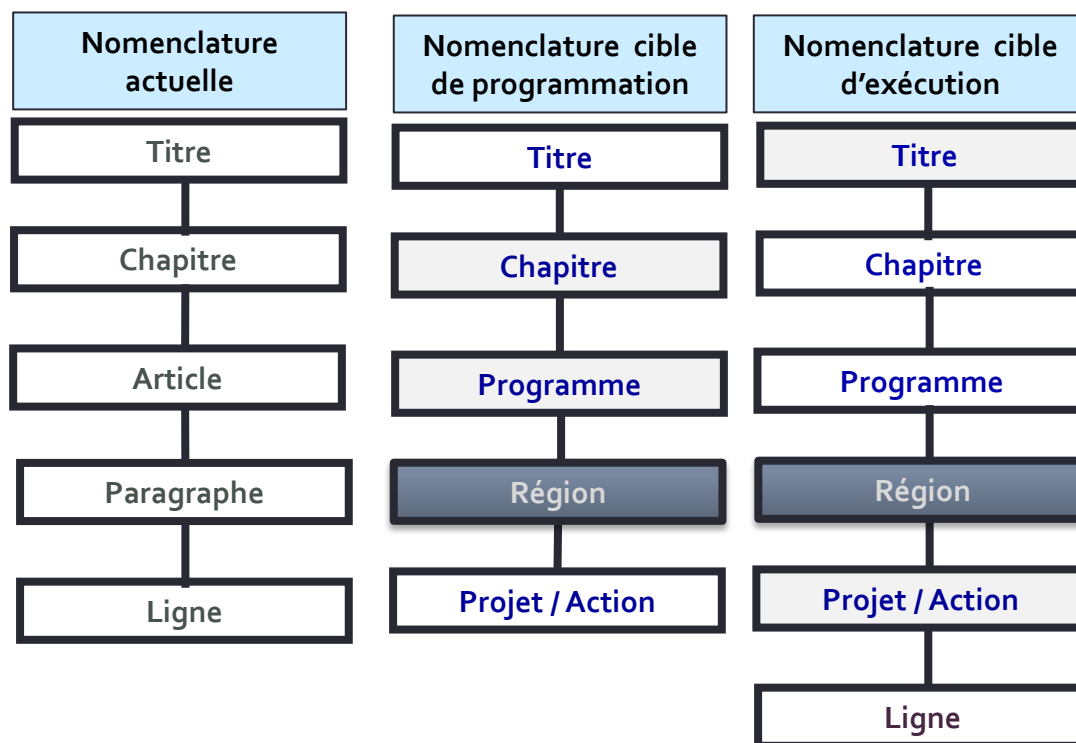 Nomenclature
actuelle
Titre
Chapitre
Article
Paragraphe
Ligne
Nomenclature cible
de programmation
Titre
Chapitre
Programme
Région
Projet / Action
Nomenclature cible
d'exécution
Titre
Chapitre
Programme
Région
Projet / Action
Ligne